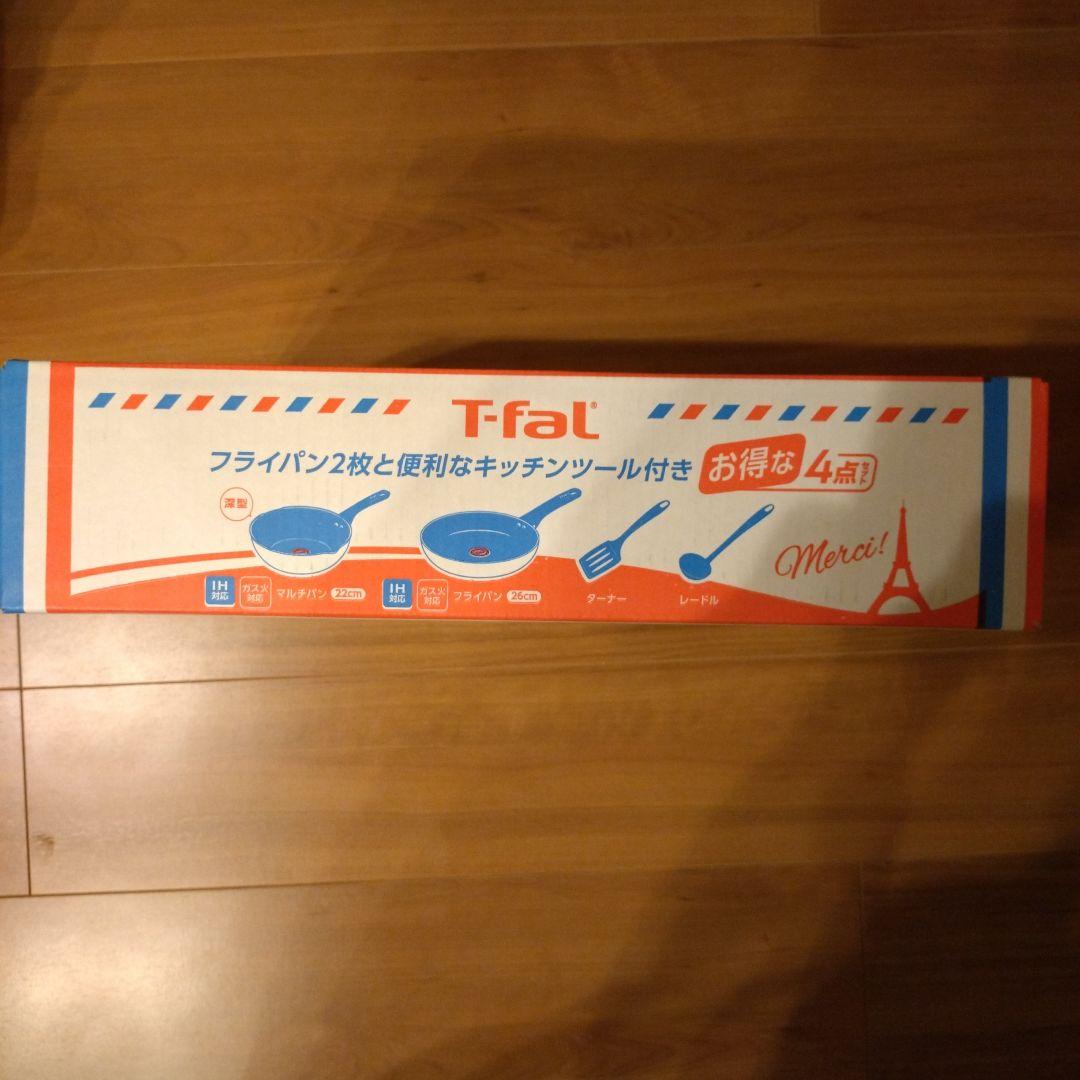 T-faL®
フライパン2枚と便利なキッチンツール付き お得な 4点セット
深型
Merci!
IH対応 ガス火対応 マルチパン 22cm IH対応 ガス火対応 フライパン 26cm ターナー レードル